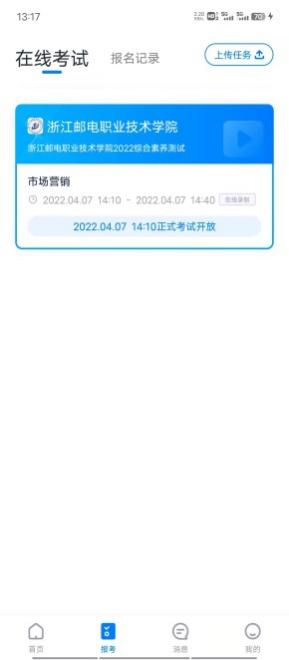 13:17
在线考试
报名记录
上传任务
浙江邮电职业技术学院
浙江邮电职业技术学院2022综合素养测试
市场营销
2022.04.07 14:10 - 2022.04.07 14:40
在线录制
2022.04.07 14:10正式考试开放
首页
报考
消息
我的